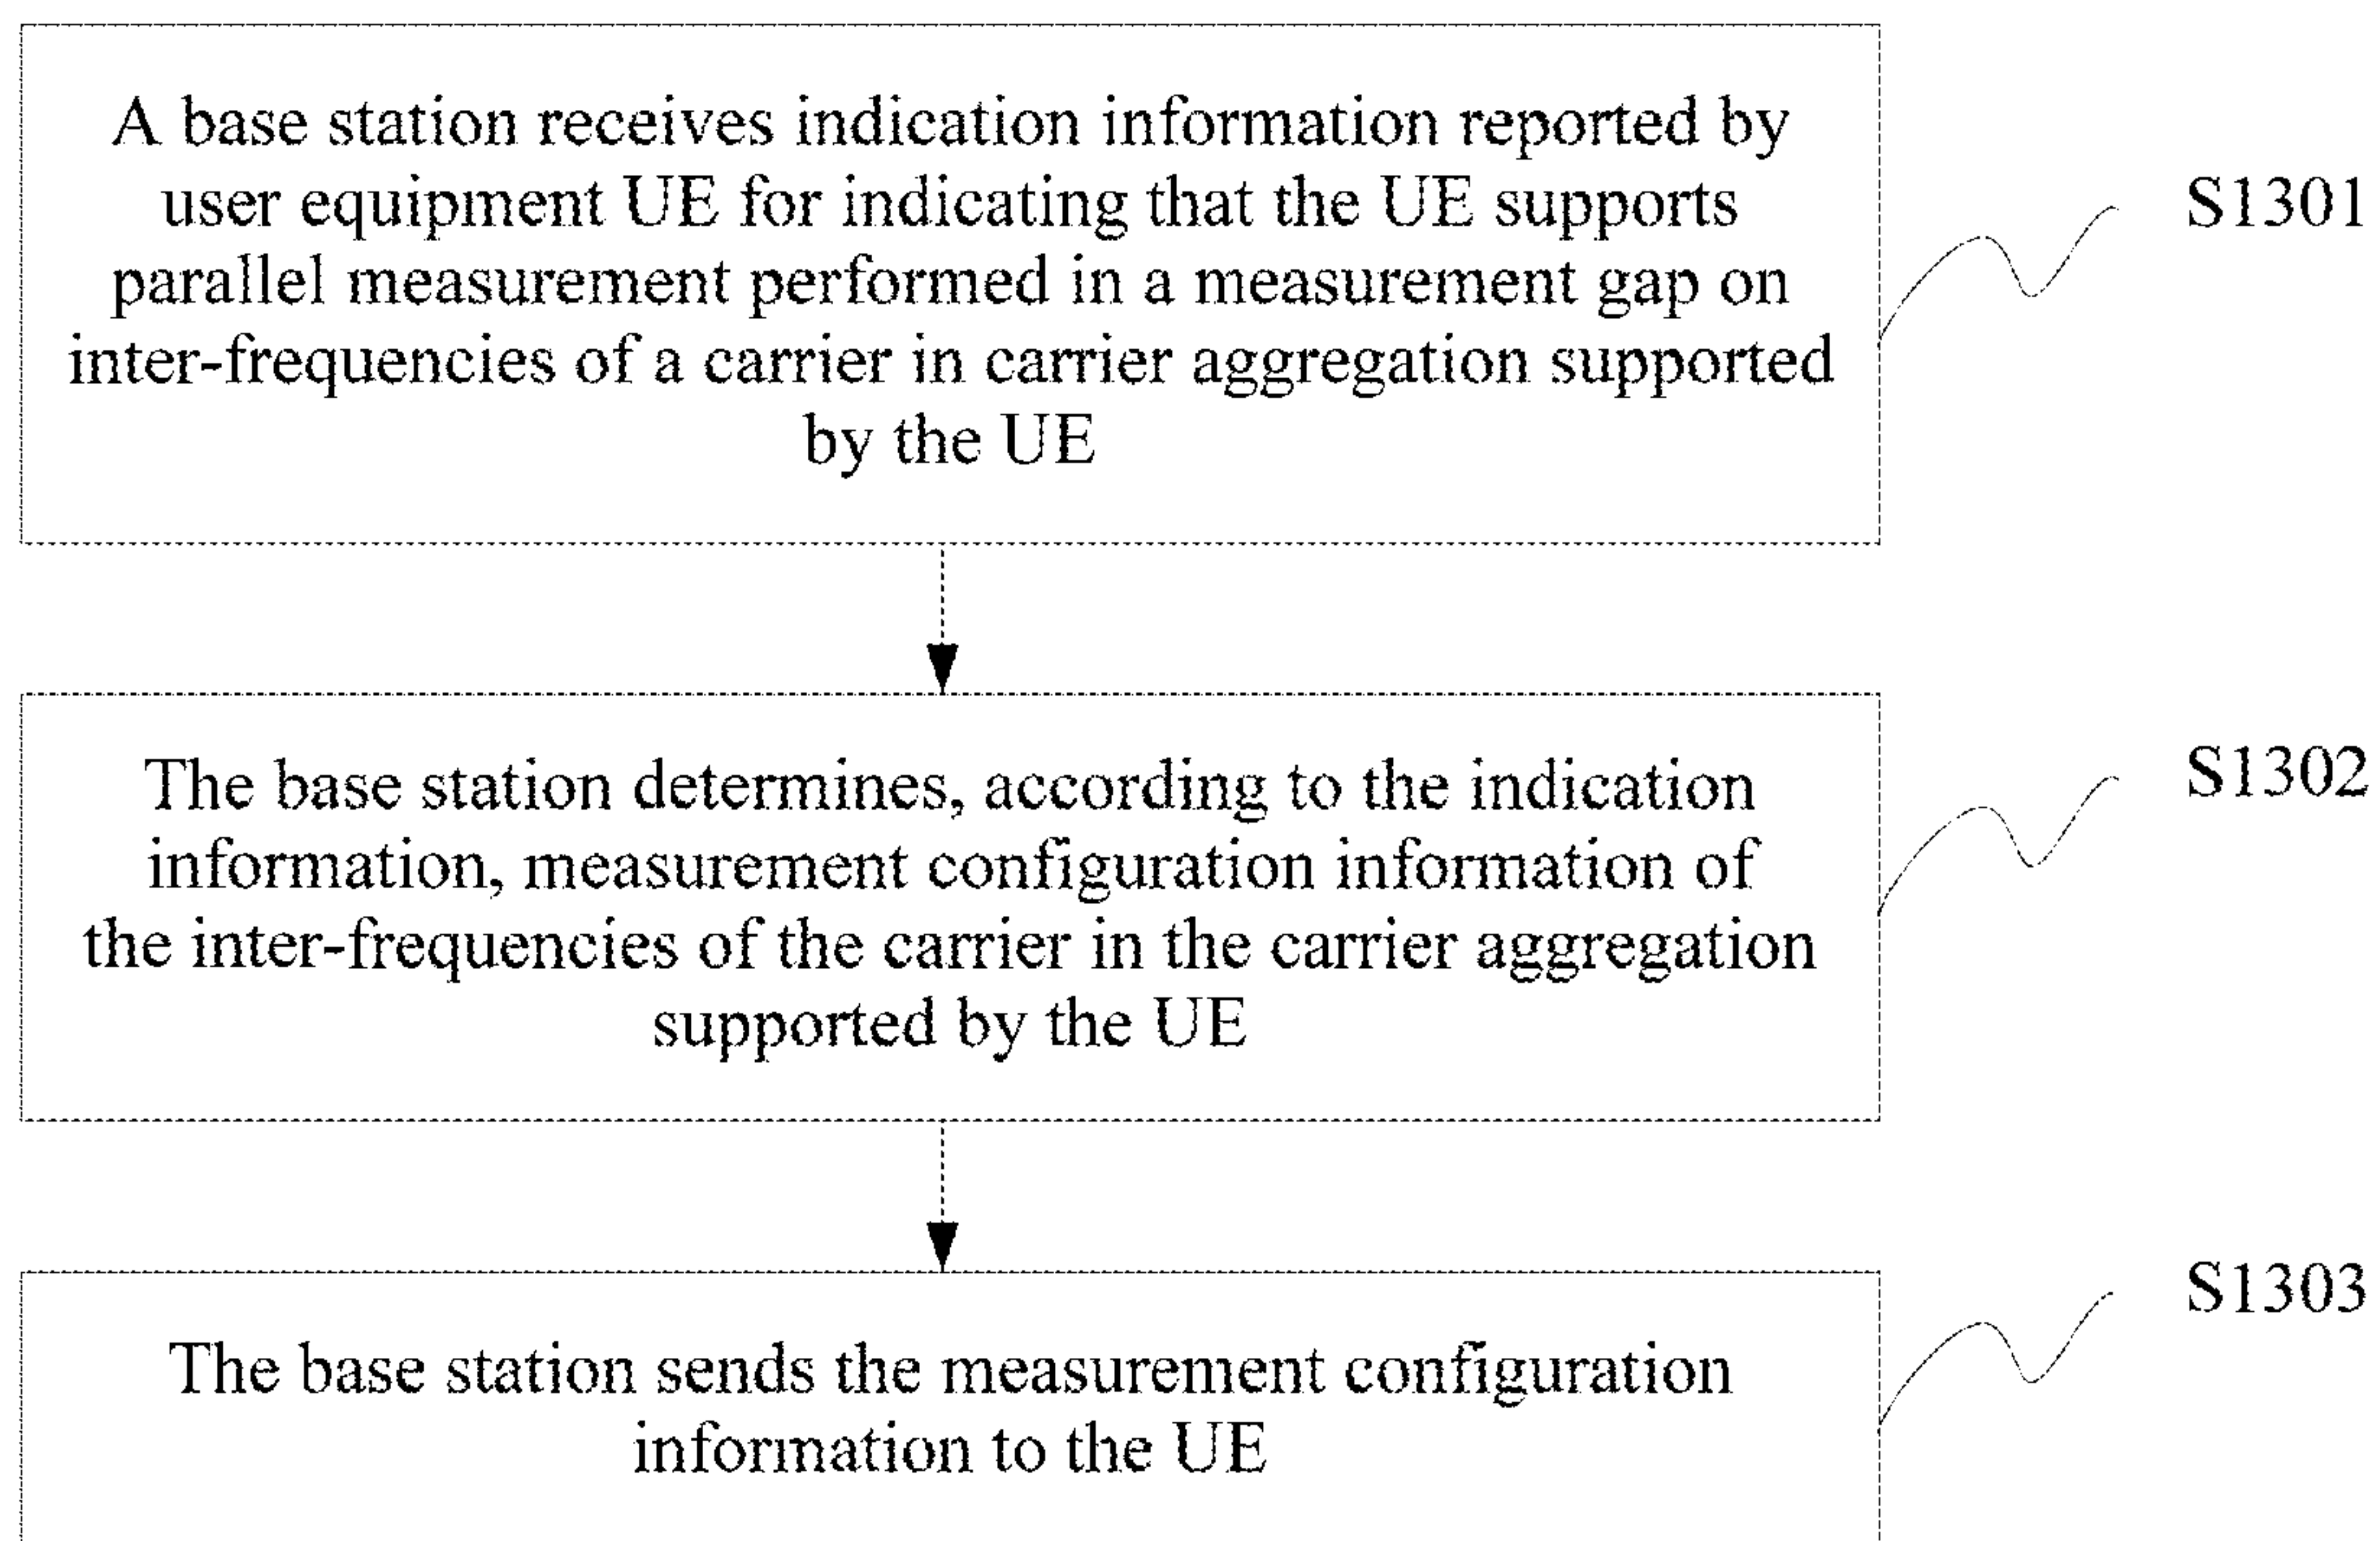 A base station receives indication information reported by
user equipment UE for indicating that the UE supports
parallel measurement performed in a measurement gap on
inter-frequencies of a carrier in carrier aggregation supported
by the UE
S1301
The base station determines, according to the indication
information, measurement configuration information of
the inter-frequencies of the carrier in the carrier aggregation
supported by the UE
S1302
The base station sends the measurement configuration
information to the UE
S1303